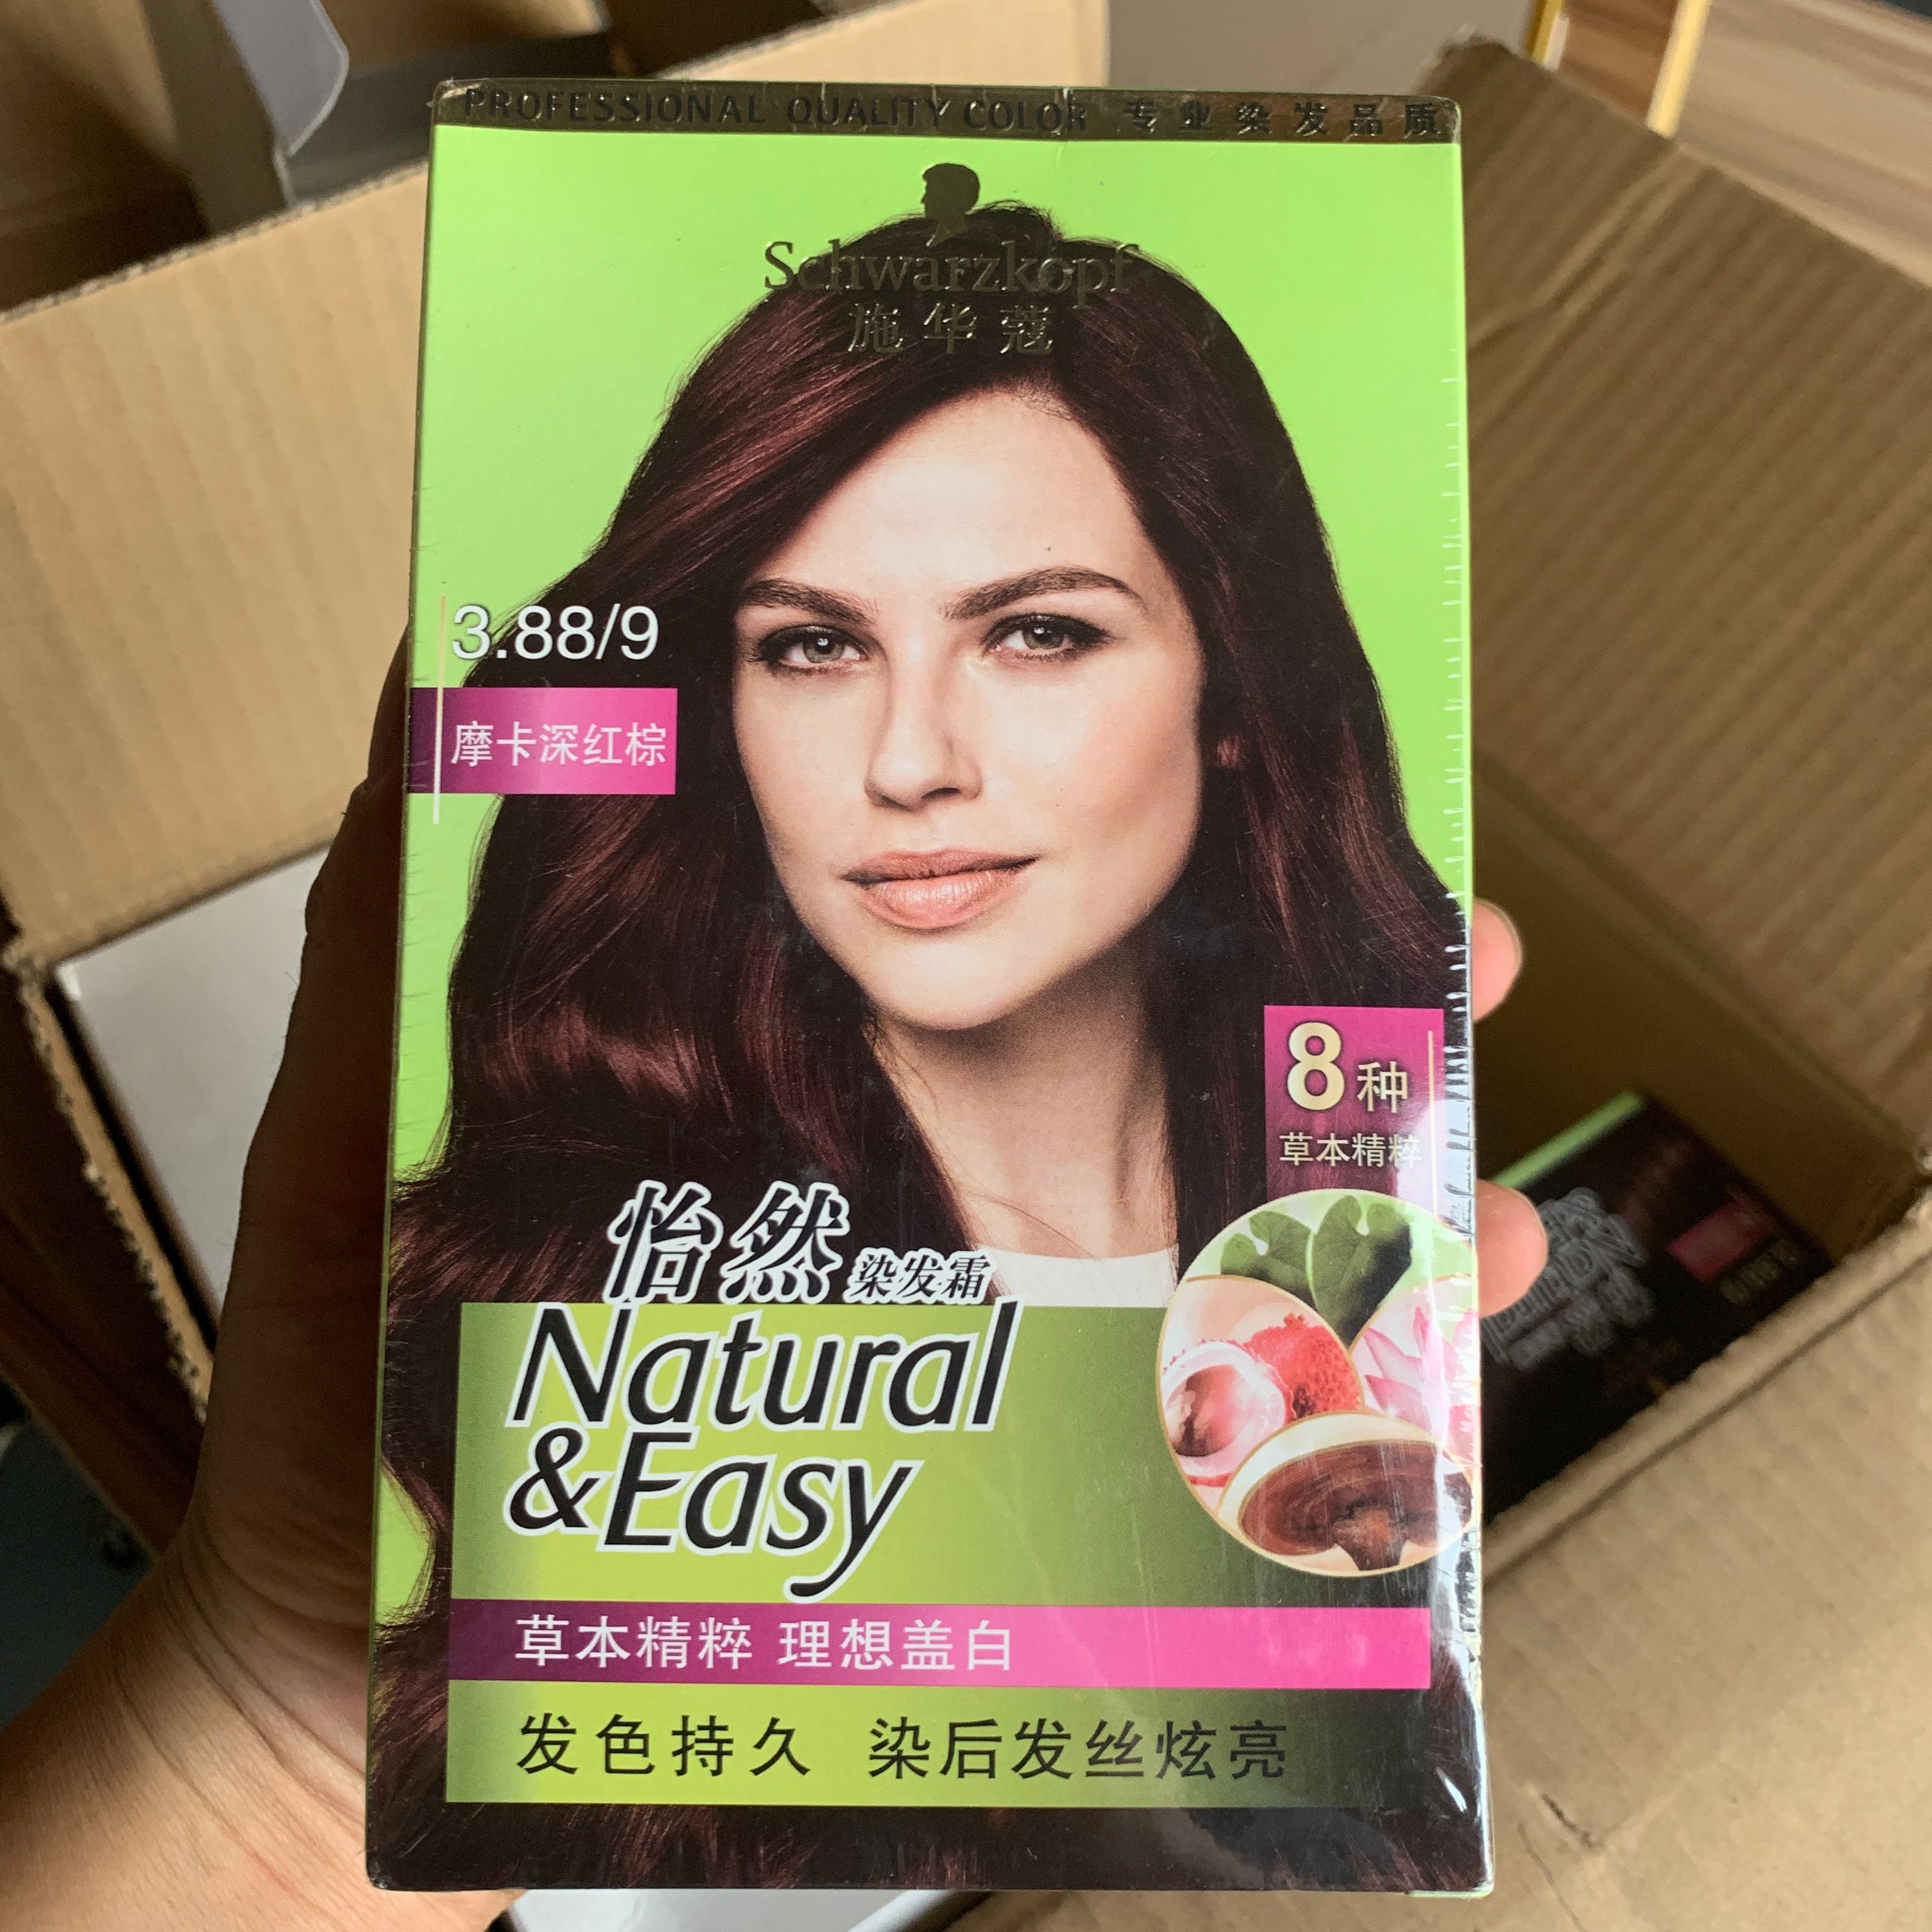 PROFESSIONAL QUALITY COLOR 专业染发品质
Schwarzkopf
施华蔻
3.88/9
摩卡深红棕
8种
草本精粹
怡然 染发霜
Natural
&Easy
草本精粹 理想盖白
发色持久 染后发丝炫亮